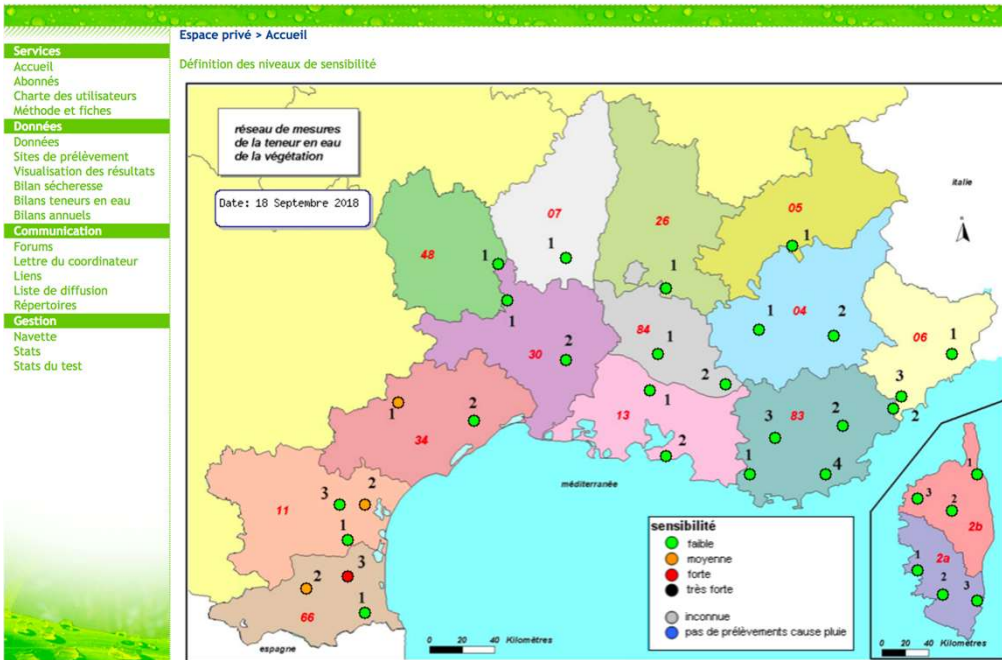 Espace privé > Accueil
Services
Accueil
Abonnés
Charte des utilisateurs
Méthode et fiches
Données
Données
Sites de prélèvement
Visualisation des résultats
Bilan sécheresse
Bilans teneurs en eau
Bilans annuels
Communication
Forums
Lettre du coordinateur
Liens
Liste de diffusion
Répertoires
Gestion
Navette
Stats
Stats du test
Définition des niveaux de sensibilité
réseau de mesures
de la teneur en eau
de la végétation
Date: 18 Septembre 2018
italie
07
26
05
48
1
1
1
1
04
1
2
1
84
1
30
2
06
1
2
3
2
1
34
2
13
1
3
83
2
2
1
4
méditerranée
11
3
2
1
2
3
66
1
espagne
0 20 40 Kilomètres
sensibilité
faible
moyenne
forte
très forte
inconnue
pas de prélèvements cause pluie
1
3
2
2b
2a
1
2
3
0 20 40 Kilomètres